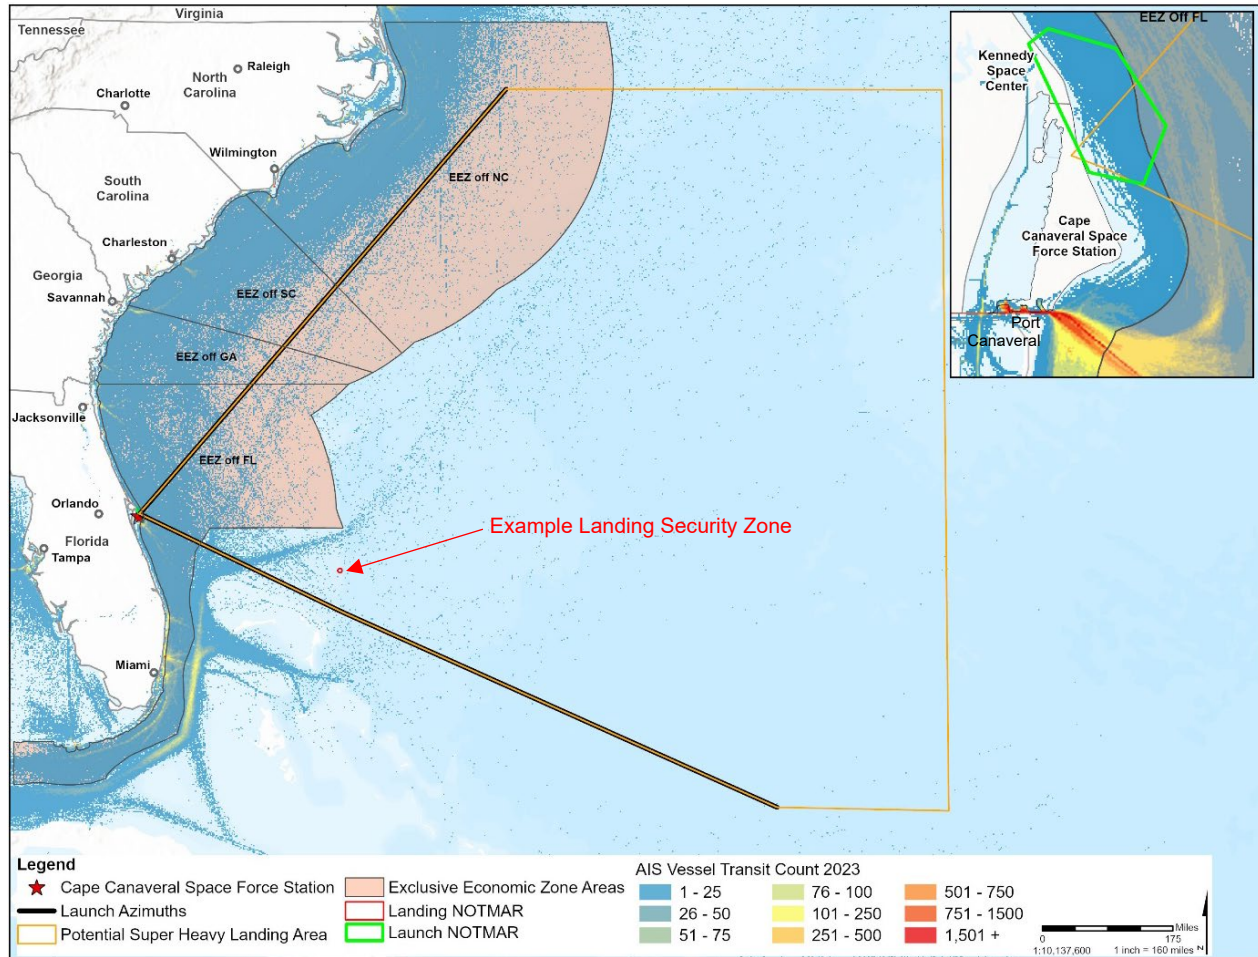 Virginia
Tennessee
Raleigh
North
Carolina
Charlotte
Wilmington
EEZ off NC
South
Carolina
Charleston
Georgia
Savannah
EEZ off SC
EEZ off GA
Jacksonville
EEZ off FL
Orlando
Florida
Tampa
Miami
Example Landing Security Zone
EEZ Off FL
Kennedy
Space
Center
Cape
Canaveral Space
Force Station
Port
Canaveral
Legend
Cape Canaveral Space Force Station
Launch Azimuths
Potential Super Heavy Landing Area
Exclusive Economic Zone Areas
Landing NOTMAR
Launch NOTMAR
AIS Vessel Transit Count 2023
1 - 25
26 - 50
51 - 75
76 - 100
101 - 250
251 - 500
501 - 750
751 - 1500
1,501 +
Miles
0 175
1:10,137,600 1 inch = 160 miles N